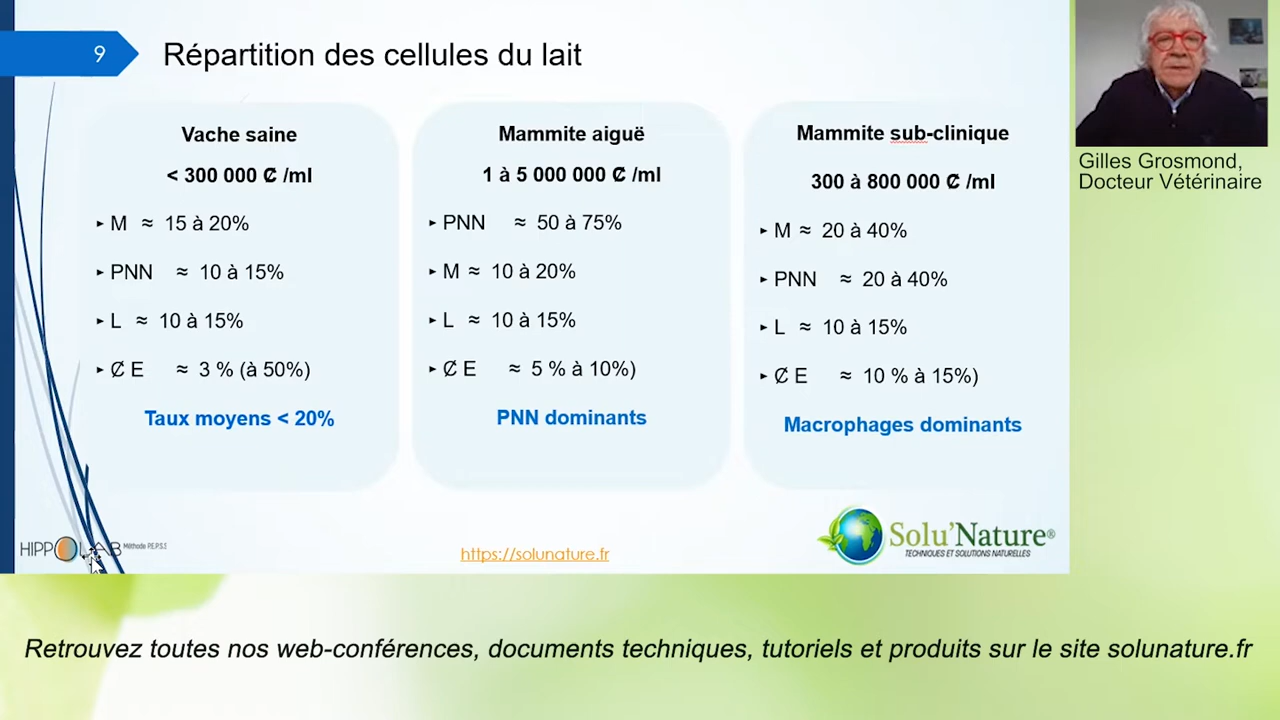 9
Répartition des cellules du lait
Vache saine
< 300 000 ₡ /ml
‣ M ≈ 15 à 20%
‣ PNN ≈ 10 à 15%
‣ L ≈ 10 à 15%
‣ ₡ E ≈ 3 % (à 50%)
Taux moyens < 20%
Mammite aiguë
1 à 5 000 000 ₡ /ml
‣ PNN ≈ 50 à 75%
‣ M ≈ 10 à 20%
‣ L ≈ 10 à 15%
‣ ₡ E ≈ 5 % à 10%)
PNN dominants
Mammite sub-clinique
300 à 800 000 ₡ /ml
‣ M ≈ 20 à 40%
‣ PNN ≈ 20 à 40%
‣ L ≈ 10 à 15%
‣ ₡ E ≈ 10 % à 15%)
Macrophages dominants
Gilles Grosmond,
Docteur Vétérinaire
HIPPOLAB Méthode P.E.P.S.E
https://solunature.fr
Solu'Nature®
TECHNIQUES ET SOLUTIONS NATURELLES
Retrouvez toutes nos web-conférences, documents techniques, tutoriels et produits sur le site solunature.fr